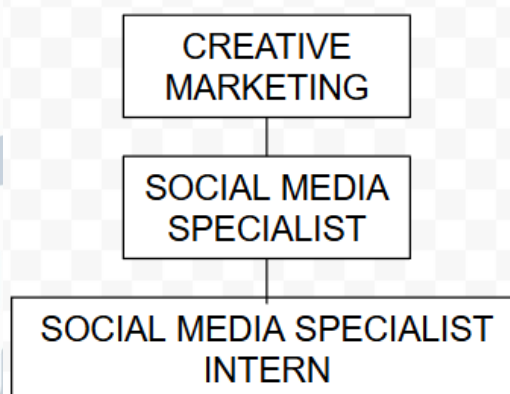 CREATIVE
MARKETING
SOCIAL MEDIA
SPECIALIST
SOCIAL MEDIA SPECIALIST
INTERN